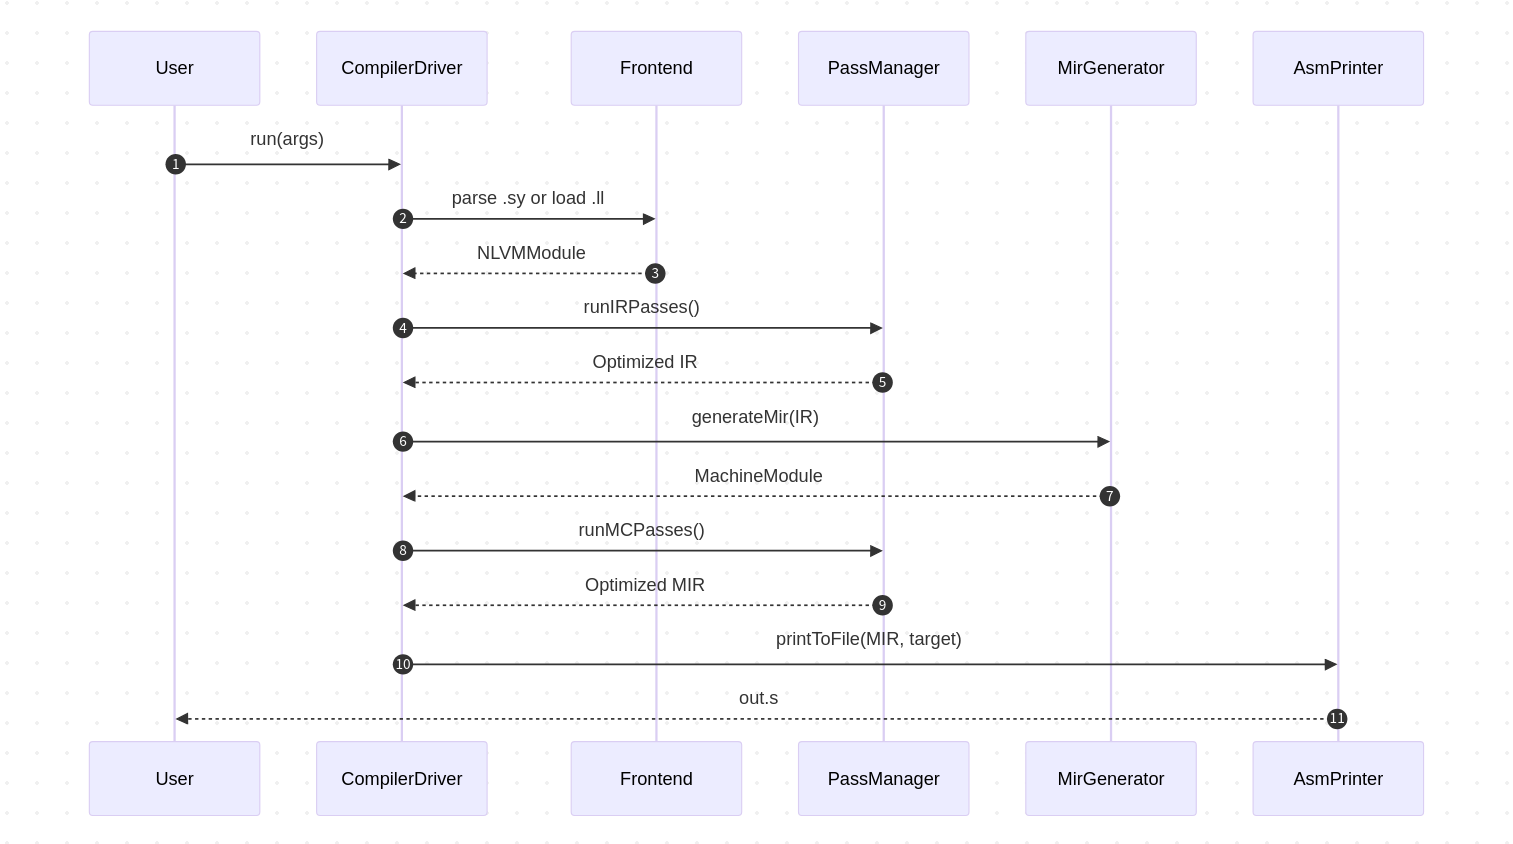 User
CompilerDriver
Frontend
PassManager
MirGenerator
AsmPrinter
run(args)
1
parse .sy or load .ll
2
NLVMModule
3
runIRPasses()
4
Optimized IR
5
generateMir(IR)
6
MachineModule
7
runMCPasses()
8
Optimized MIR
9
printToFile(MIR, target)
10
out.s
11
User
CompilerDriver
Frontend
PassManager
MirGenerator
AsmPrinter